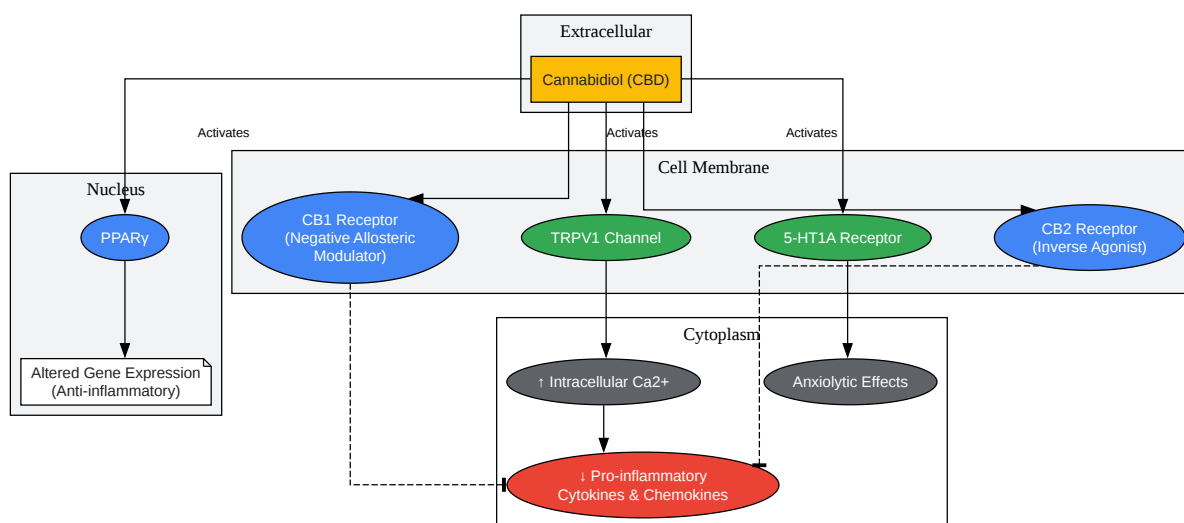 Extracellular
Cannabidiol (CBD)
Activates
Activates
Activates
Cell Membrane
Nucleus
CB1 Receptor
(Negative Allosteric
Modulator)
TRPV1 Channel
5-HT1A Receptor
CB2 Receptor
(Inverse Agonist)
PPARγ
Cytoplasm
Altered Gene Expression
(Anti-inflammatory)
↑ Intracellular Ca2+
Anxiolytic Effects
↓ Pro-inflammatory
Cytokines & Chemokines